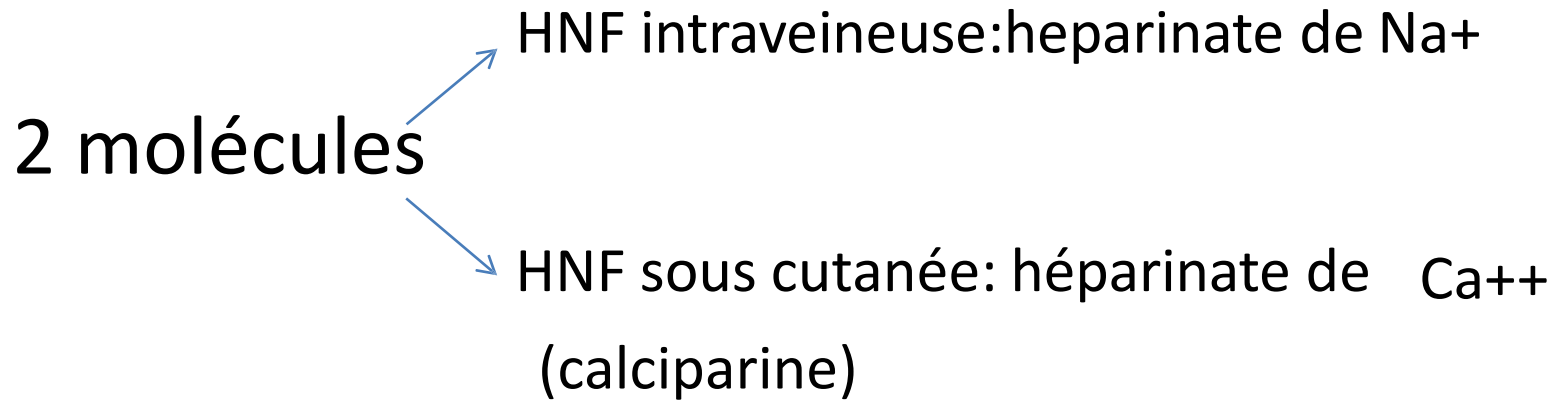 HNF intraveineuse:heparinate de Na+
2 molécules
HNF sous cutanée: héparinate de Ca++
(calciparine)